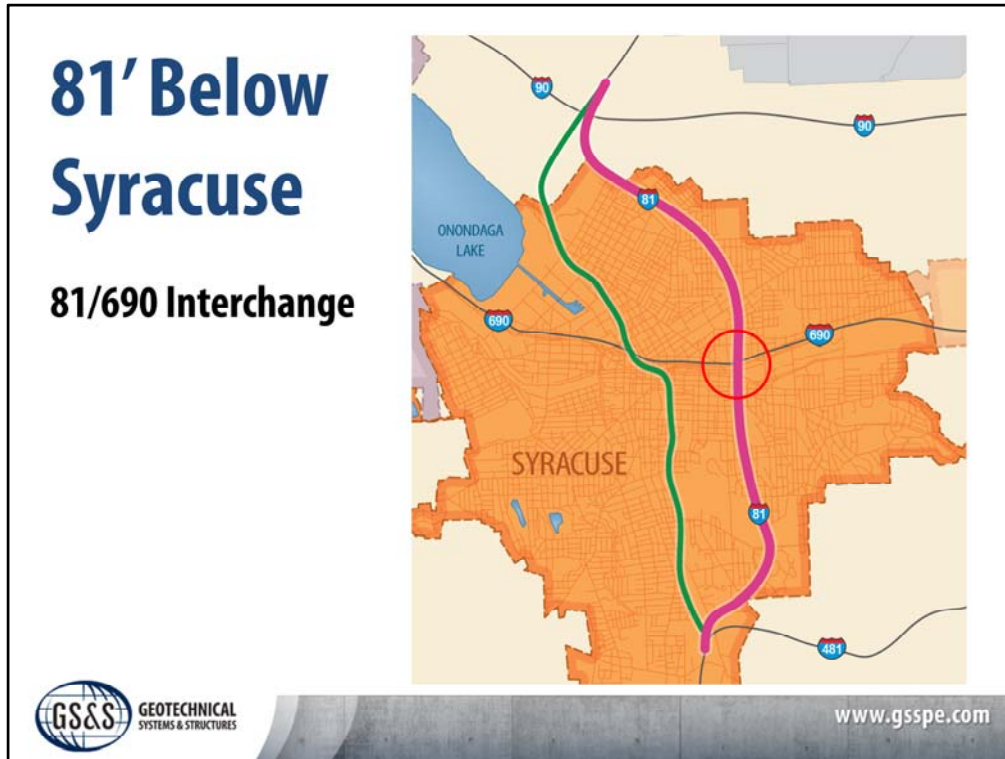 81' Below
Syracuse
81/690 Interchange
90
90
81
ONONDAGA
LAKE
690
690
SYRACUSE
81
481
GS&S
GEOTECHNICAL
SYSTEMS & STRUCTURES
www.gsspe.com